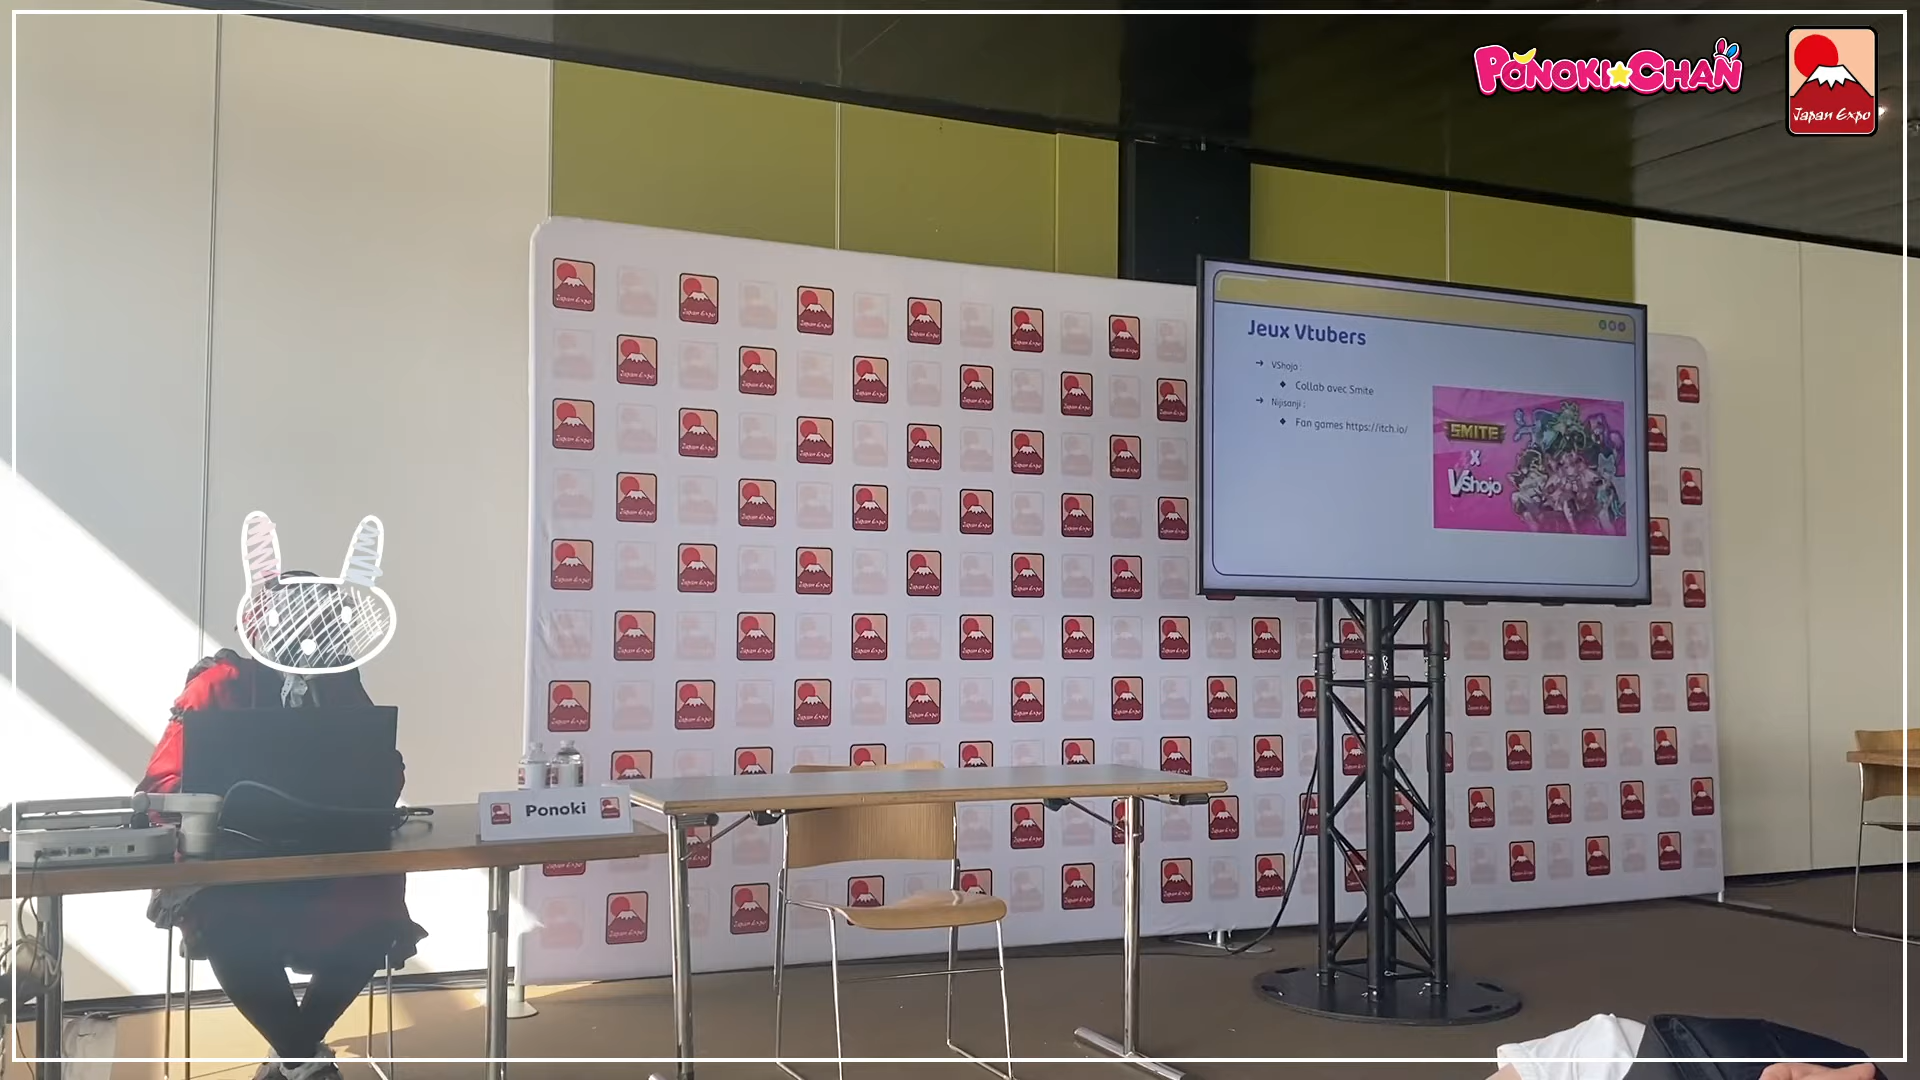 PONOKI★CHAN
Japan Expo
Jeux Vtubers
→ VShojo :
◆ Collab avec Smite
→ Nijisanji :
◆ Fan games https://itch.io/
SMITE
X
VShojo
Ponoki